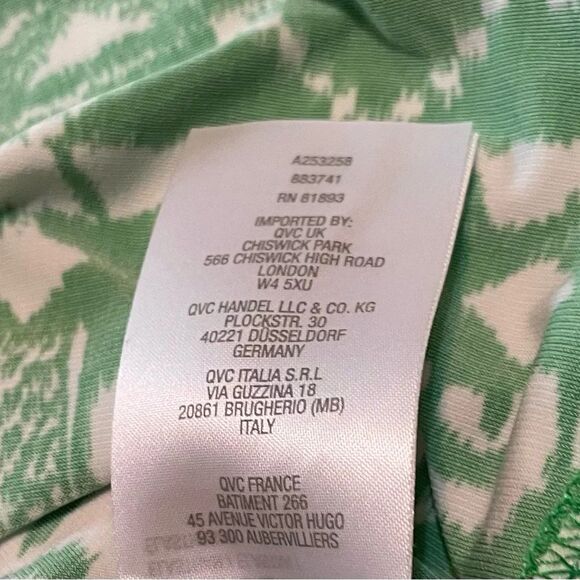 A253258
883741
RN 81893
IMPORTED BY:
QVC UK
CHISWICK PARK
566 CHISWICK HIGH ROAD
LONDON
W4 5XU
QVC HANDEL LLC & CO. KG
PLOCKSTR. 30
40221 DÜSSELDORF
GERMANY
QVC ITALIA S.R.L
VIA GUZZINA 18
20861 BRUGHERIO (MB)
ITALY
QVC FRANCE
BATIMENT 266
45 AVENUE VICTOR HUGO
93 300 AUBERVILLIERS